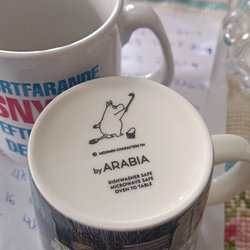 RTFARANDE
SNY
EFT
DE
© MOOMIN CHARACTERS™
by ARABIA
DISHWASHER SAFE
MICROWAVE SAFE
OVEN TO TABLE